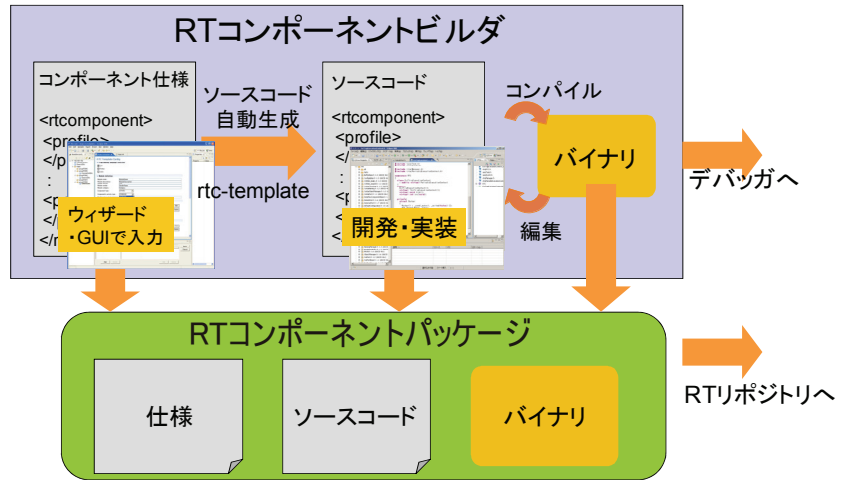 RTコンポーネントビルダ
コンポーネント仕様
<rtcomponent>
<profile>
</p
:
<p
</
</r
ウィザード
・GUIで入力
ソースコード
自動生成
rtc-template
ソースコード
<rtcomponent>
<profile>
</
:
<p
<
</
開発・実装
コンパイル
バイナリ
編集
デバッガへ
RTコンポーネントパッケージ
仕様
ソースコード
バイナリ
RTリポジトリへ